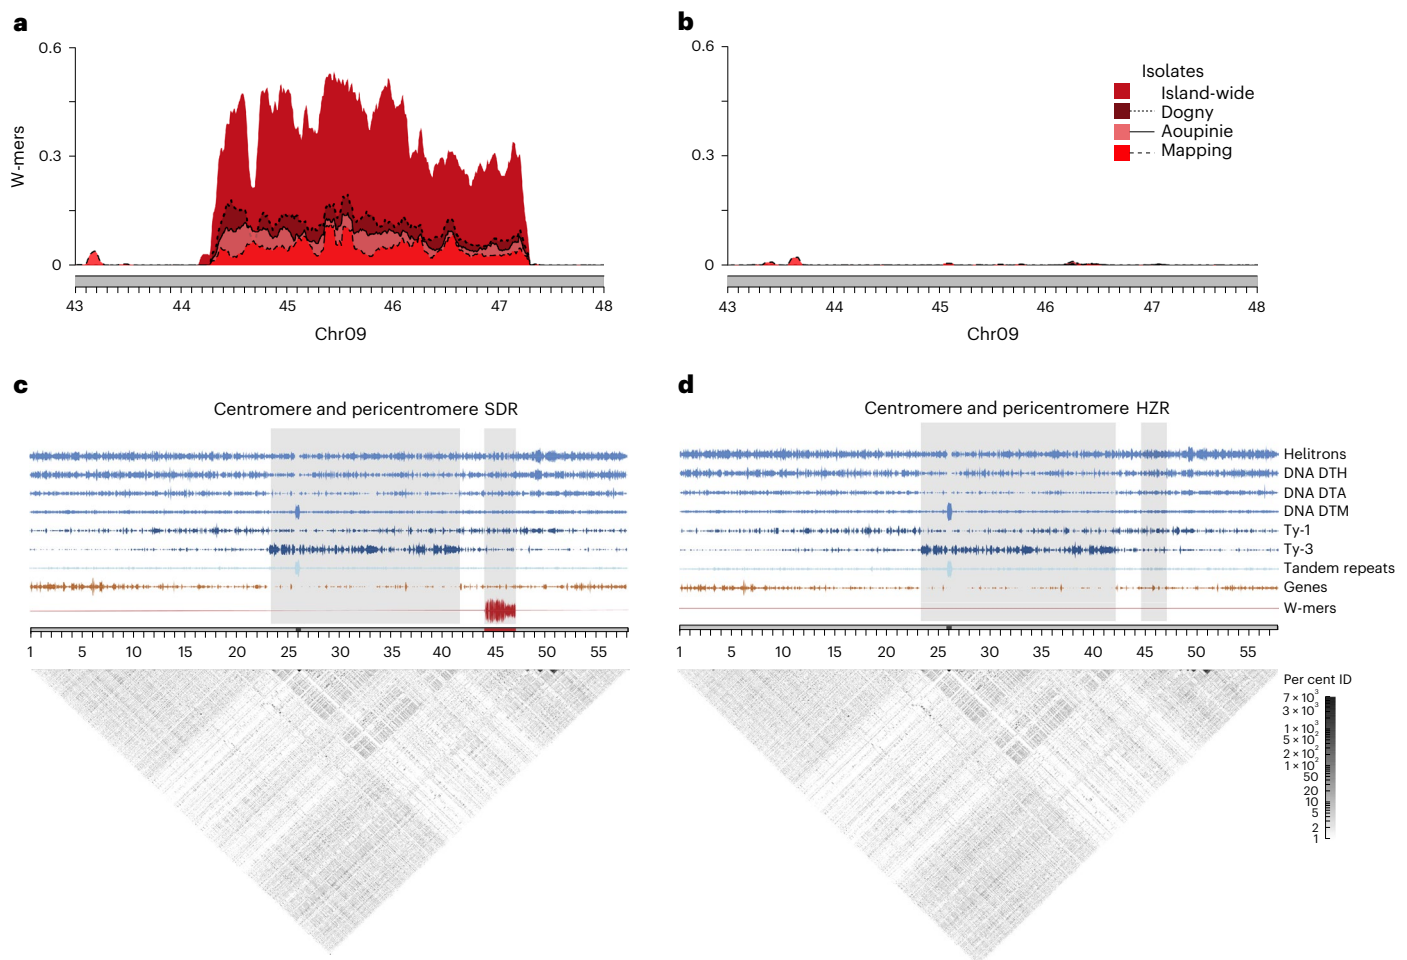 a
0.6
0.3
0
W-mers
43 44 45 46 47 48
Chr09
b
0.6
0.3
0
43 44 45 46 47 48
Chr09
Isolates
Island-wide
Dogny
Aoupinie
Mapping
c
Centromere and pericentromere SDR
1 5 10 15 20 25 30 35 40 45 50 55
d
Centromere and pericentromere HZR
Helitrons
DNA DTH
DNA DTA
DNA DTM
Ty-1
Ty-3
Tandem repeats
Genes
W-mers
1 5 10 15 20 25 30 35 40 45 50 55
Per cent ID
7 × 10³
3 × 10³
1 × 10³
5 × 10²
2 × 10²
1 × 10²
50
20
10
5
2
1